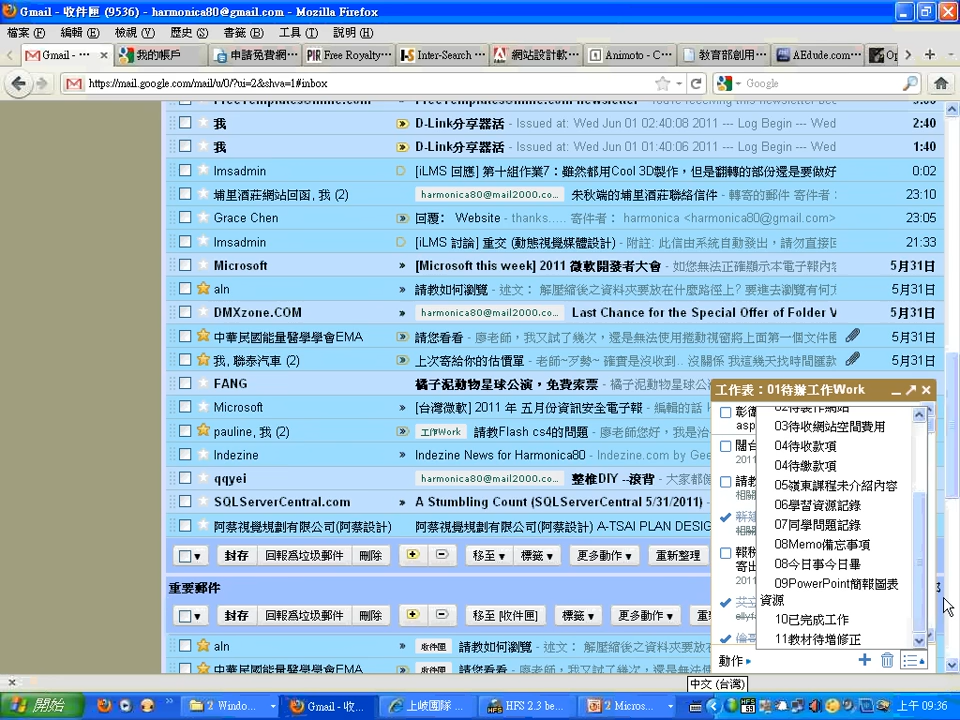 Gmail - 收件匣 (9536) - harmonica80@gmail.com - Mozilla Firefox
檔案(F) 編輯(E) 檢視(V) 歷史(S) 書籤(B) 工具(T) 說明(H)
Gmail - … 我的帳戶 申請免費網… Free Royalty… Inter-Search … 網站設計軟… Animoto - C… 教育部創用… AEdude.com… Op
https://mail.google.com/mail/u/0/?ui=2&shva=1#inbox
Google
FreeTemplatesOnline.com
我 D-Link分享器活 - Issued at: Wed Jun 01 02:40:08 2011 --- Log Begin --- Wed 2:40
我 D-Link分享器活 - Issued at: Wed Jun 01 01:40:06 2011 --- Log Begin --- Wed 1:40
lmsadmin [iLMS 回應] 第十組作業7：雖然都用Cool 3D製作，但是翻轉的部份還是要做好 0:02
埔里酒莊網站回函, 我 (2) harmonica80@mail2000.co... 朱秋端的埔里酒莊聯絡信件 - 轉寄的郵件 寄件者： 23:10
Grace Chen 回覆： Website - thanks..... 寄件者： harmonica <harmonica80@gmail.com> 23:05
lmsadmin [iLMS 討論] 重交 (動態視覺媒體設計) - 附註: 此信由系統自動發出，請勿直接回 21:33
Microsoft [Microsoft this week] 2011 微軟開發者大會 - 如您無法正確顯示本電子報內容 5月31日
aln 請教如何瀏覽 - 述文： 解壓縮後之資料夾要放在什麼路徑上? 要進去瀏覽有何方 5月31日
DMXzone.COM harmonica80@mail2000.co... Last Chance for the Special Offer of Folder V 5月31日
中華民國能量醫學學會EMA 請您看看 - 廖老師，我又試了幾次，還是無法使用攪動視窗將上面第一個文件匣 5月31日
我, 聯泰汽車 (2) 上次寄給你的估價單 - 老師~歹勢~ 確實是沒收到.. 沒關係 我這幾天找時間匯款 5月31日
FANG 橘子泥動物星球公演，免費索票 -
Microsoft [台灣微軟] 2011 年 五月份資訊安全電子報 - 編輯的話
pauline, 我 (2) 工作Work 請教Flash cs4的問題 - 廖老師您好，我是治
Indezine Indezine News for Harmonica80 - Indezine.com by Gee
qqyei harmonica80@mail2000.co... 整椎DIY --滾背 - 大家都
SQLServerCentral.com A Stumbling Count (SQLServerCentral 5/31/2011) -
阿蔡視覺規劃有限公司(阿蔡設計) 阿蔡視覺規劃有限公司(阿蔡設計) A-TSAI PLAN DESIG
封存 回報為垃圾郵件 刪除 移至 標籤 更多動作 重新整理
重要郵件
封存 回報為垃圾郵件 刪除 移至 [收件匣] 標籤 更多動作
aln 收件匣 請教如何瀏覽 - 述文： 解壓縮後之
中華民國能量醫學學會EMA 收件匣 請您看看
工作表：01待辦工作Work
02待製作網站
03待收網站空間費用
04待收款項
04待繳款項
05嶺東課程未介紹內容
06學習資源記錄
07同學問題記錄
08Memo備忘事項
08今日事今日畢
09PowerPoint簡報圖表
資源
10已完成工作
11教材待增修正
動作
中文 (台灣)
開始 2 Windo... Gmail - 收... 上岐團隊 ... HFS 2.3 be... 2 Micros... 上午 09:36